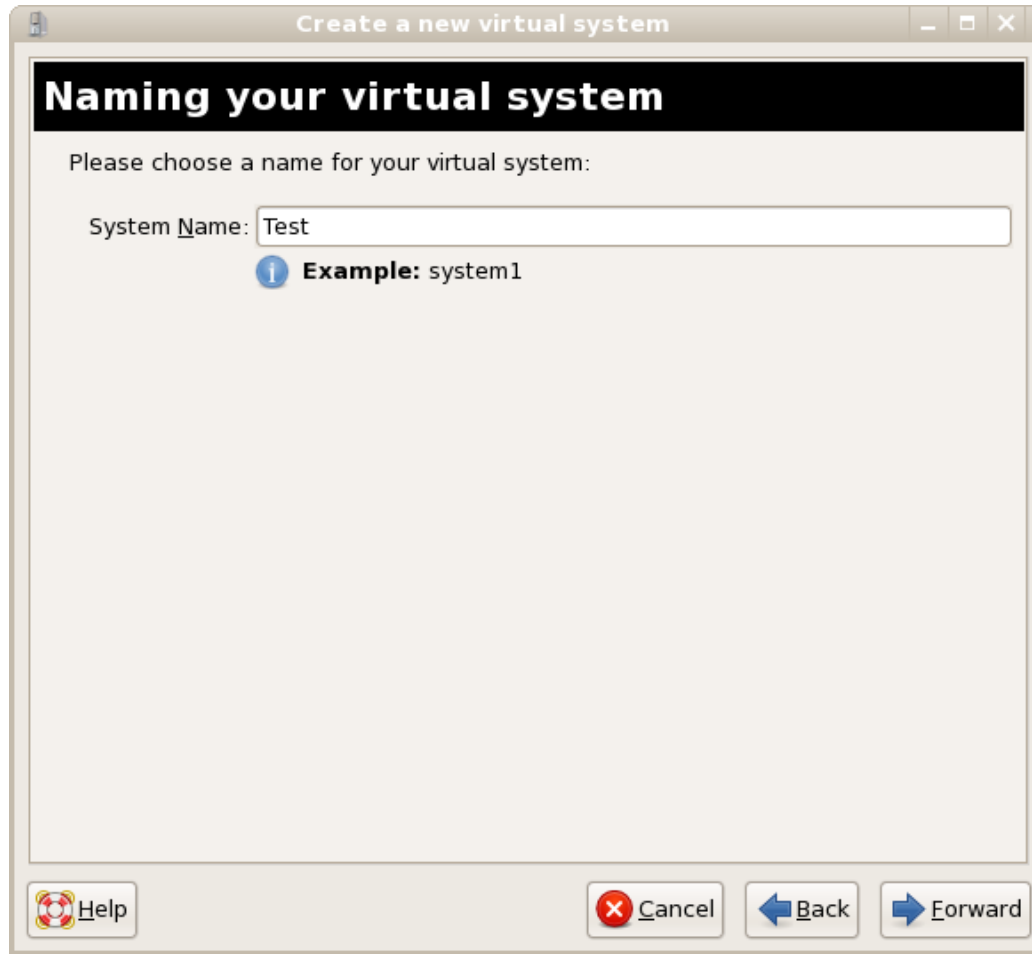 Create a new virtual system
Naming your virtual system
Please choose a name for your virtual system:
System Name: Test
Example: system1
Help Cancel Back Forward